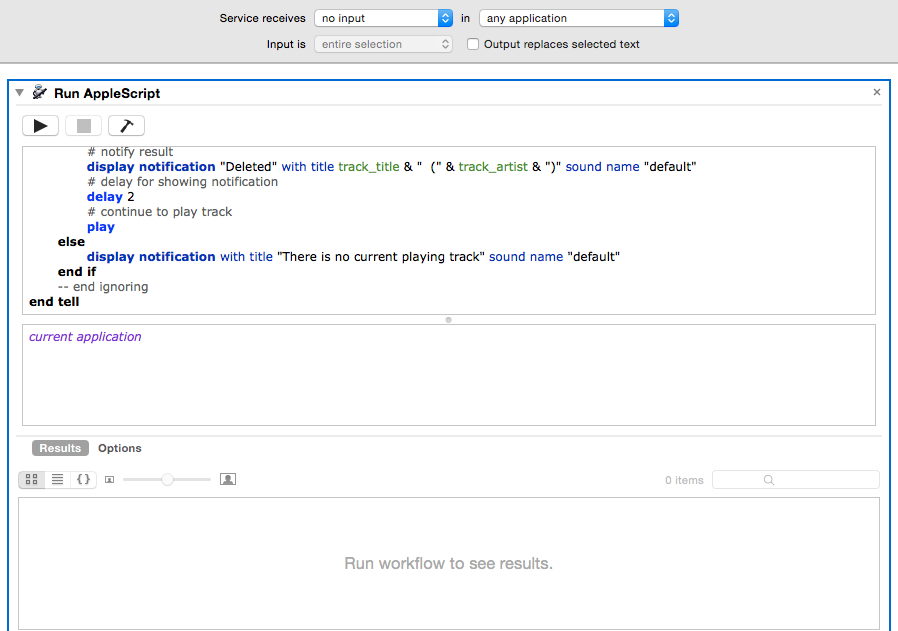 Service receives no input in any application
Input is entire selection Output replaces selected text
Run AppleScript
# notify result
display notification "Deleted" with title track_title & "  (" & track_artist & ")" sound name "default"
# delay for showing notification
delay 2
# continue to play track
play
else
display notification with title "There is no current playing track" sound name "default"
end if
-- end ignoring
end tell
current application
Results Options
0 items
Run workflow to see results.